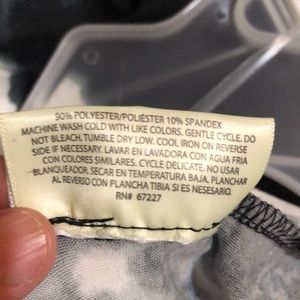 90% POLYESTER/POLIÉSTER 10% SPANDEX
MACHINE WASH COLD WITH LIKE COLORS. GENTLE CYCLE. DO
NOT BLEACH. TUMBLE DRY LOW. COOL IRON ON REVERSE
SIDE IF NECESSARY. LAVAR EN LAVADORA CON AGUA FRIA
CON COLORES SIMILARES. CYCLE DELICATE. NO USAR
BLANQUEADOR. SECAR EN TEMPERATURA BAJA. PLANCHAR
AL REVERSO CON PLANCHA TIBIA SI ES NESESARIO.
RN# 67227